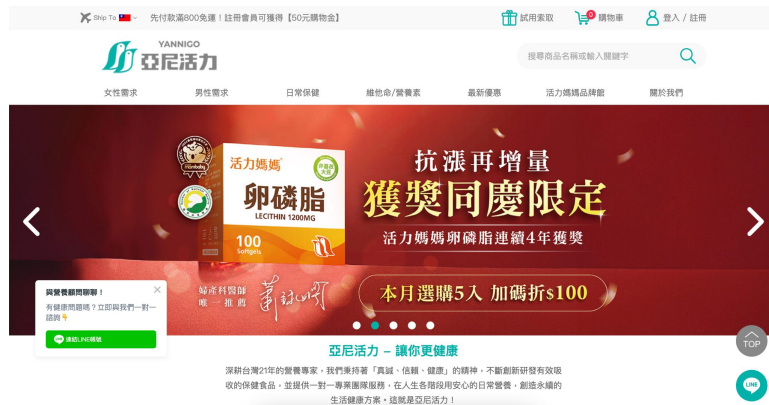 Ship To
先付款滿800免運！註冊會員可獲得【50元購物金】
試用索取
0
購物車
登入 / 註冊
YANNIGO
亞尼活力
搜尋商品名稱或輸入關鍵字
女性需求
男性需求
日常保健
維他命/營養素
最新優惠
活力媽媽品牌館
關於我們
活力媽媽
卵磷脂
LECITHIN 1200MG
100
Softgels
抗漲再增量
獲獎同慶限定
活力媽媽卵磷脂連續4年獲獎
婦產科醫師
唯一推薦
本月選購5入 加碼折$100
與營養顧問聊聊！
有健康問題嗎？立即與我們一對一
諮詢
連結LINE帳號
TOP
LINE
亞尼活力 – 讓你更健康
深耕台灣21年的營養專家，我們秉持著「真誠、信賴、健康」的精神，不斷創新研發有效吸
收的保健食品，並提供一對一專業團隊服務，在人生各階段用安心的日常營養，創造永續的
生活健康方案。這就是亞尼活力！